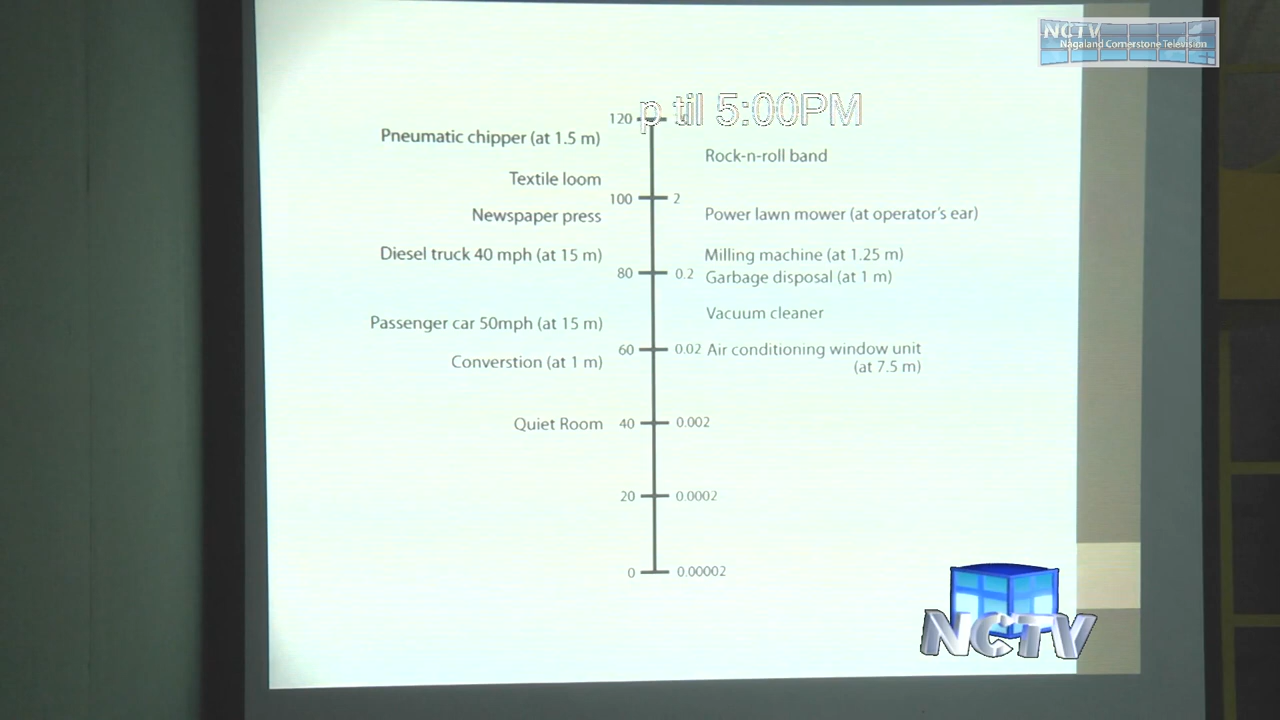 NCTV
Nagaland Cornerstone Television
p til 5:00PM
120
Pneumatic chipper (at 1.5 m)
Rock-n-roll band
Textile loom
100 2
Newspaper press
Power lawn mower (at operator's ear)
Diesel truck 40 mph (at 15 m)
Milling machine (at 1.25 m)
80 0.2
Garbage disposal (at 1 m)
Vacuum cleaner
Passenger car 50mph (at 15 m)
60 0.02 Air conditioning window unit
(at 7.5 m)
Converstion (at 1 m)
Quiet Room 40 0.002
20 0.0002
0 0.00002
NCTV